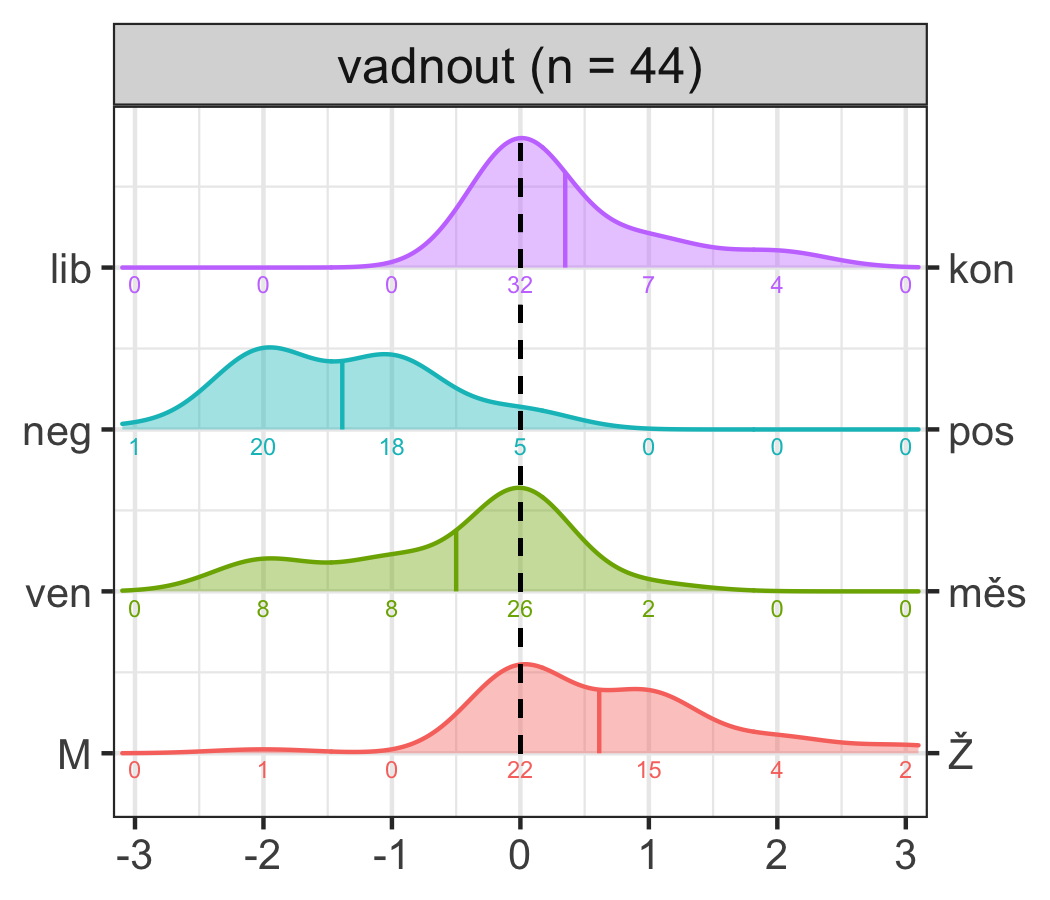 vadnout (n = 44)
lib kon
0 0 0 32 7 4 0
neg pos
1 20 18 5 0 0 0
ven měs
0 8 8 26 2 0 0
M Ž
0 1 0 22 15 4 2
-3 -2 -1 0 1 2 3